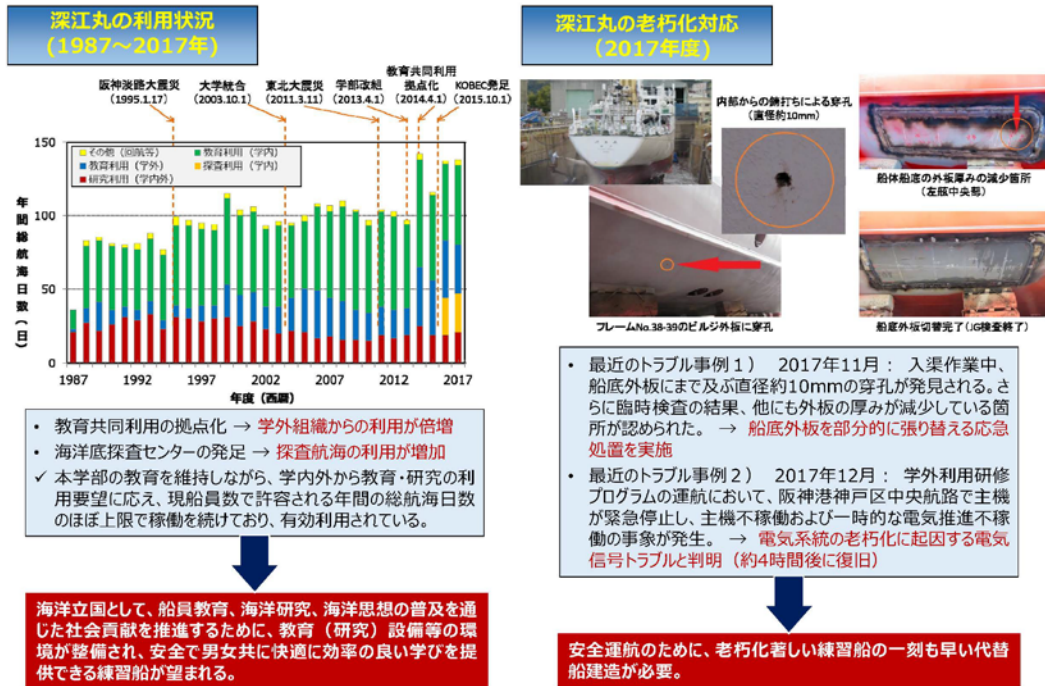 深江丸の利用状況
(1987～2017年)
阪神淡路大震災
(1995.1.17)
大学統合
(2003.10.1)
東北大震災
(2011.3.11)
学部改組
(2013.4.1)
教育共同利用
拠点化
(2014.4.1)
KOBEC発足
(2015.10.1)
年間総航海日数（日）
150
100
50
0
その他（回航等）
教育利用（学内）
教育利用（学外）
探査利用（学内）
研究利用（学内外）
1987
1992
1997
2002
2007
2012
2017
年度（西暦）
• 教育共同利用の拠点化 → 学外組織からの利用が倍増
• 海洋底探査センターの発足 → 探査航海の利用が増加
✓ 本学部の教育を維持しながら、学内外から教育・研究の利
用要望に応え、現船員数で許容される年間の総航海日数
のほぼ上限で稼働を続けており、有効利用されている。
海洋立国として、船員教育、海洋研究、海洋思想の普及を通
じた社会貢献を推進するために、教育（研究）設備等の環
境が整備され、安全で男女共に快適に効率の良い学びを提
供できる練習船が望まれる。
深江丸の老朽化対応
（2017年度）
内部からの錆打ちによる穿孔
（直径約10mm）
船体船底の外板厚みの減少箇所
（左舷中央部）
フレームNo.38-39のビルジ外板に穿孔
船底外板切替完了（JG検査終了）
• 最近のトラブル事例１） 2017年11月： 入渠作業中、
船底外板にまで及ぶ直径約10mmの穿孔が発見される。さ
らに臨時検査の結果、他にも外板の厚みが減少している箇
所が認められた。 → 船底外板を部分的に張り替える応急
処置を実施
• 最近のトラブル事例２） 2017年12月： 学外利用研修
プログラムの運航において、阪神港神戸区中央航路で主機
が緊急停止し、主機不稼働および一時的な電気推進不稼
働の事象が発生。 → 電気系統の老朽化に起因する電気
信号トラブルと判明（約4時間後に復旧）
安全運航のために、老朽化著しい練習船の一刻も早い代替
船建造が必要。